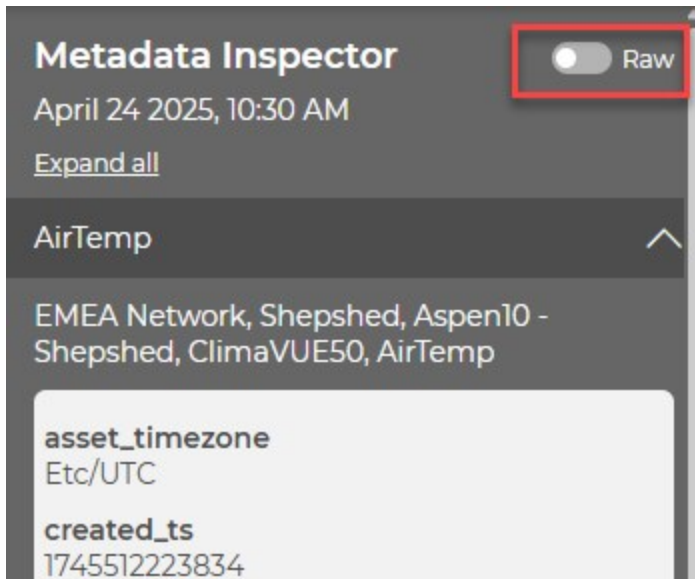 Metadata Inspector
Raw
April 24 2025, 10:30 AM
Expand all
AirTemp
EMEA Network, Shepshed, Aspen10 -
Shepshed, ClimaVUE50, AirTemp
asset_timezone
Etc/UTC
created_ts
1745512223834